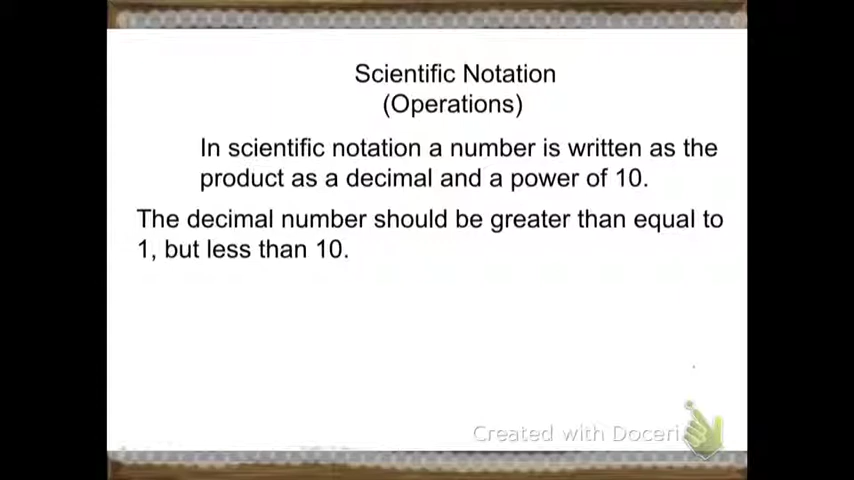 Scientific Notation
(Operations)
In scientific notation a number is written as the
product as a decimal and a power of 10.
The decimal number should be greater than equal to
1, but less than 10.
Created with Doceri